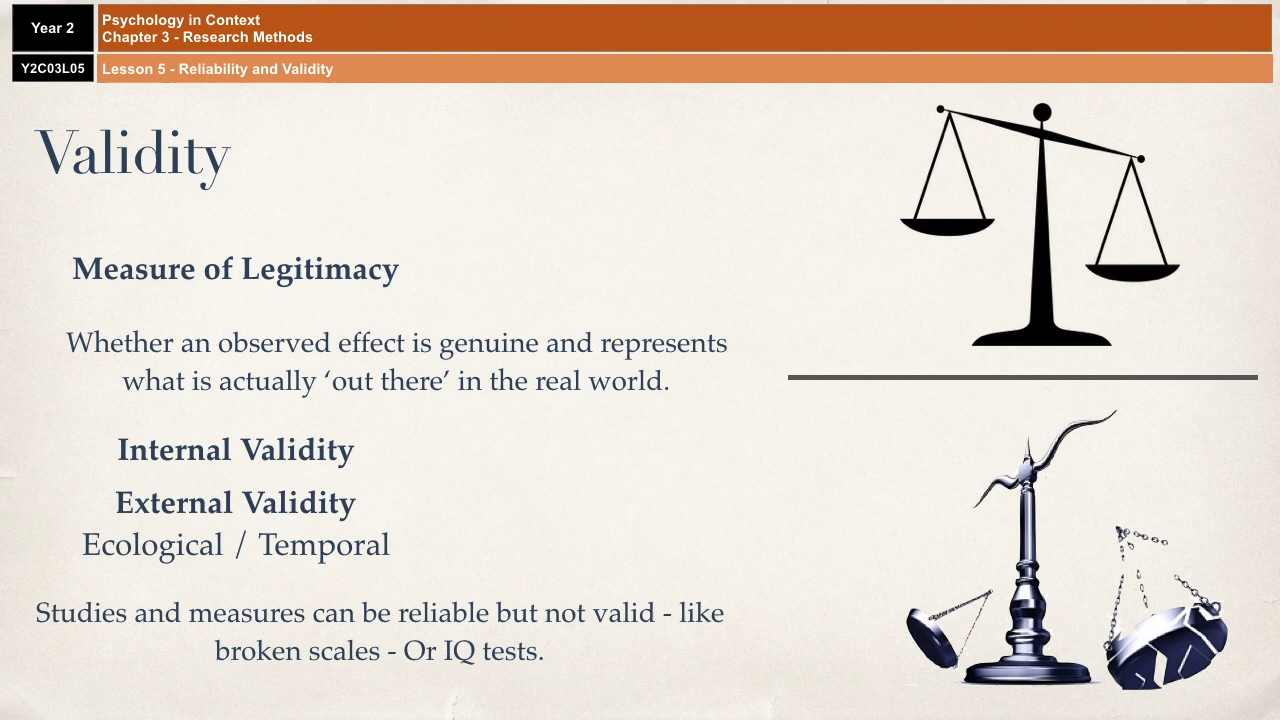 Year 2
Psychology in Context
Chapter 3 - Research Methods
Y2C03L05
Lesson 5 - Reliability and Validity
Validity
Measure of Legitimacy
Whether an observed effect is genuine and represents
what is actually ‘out there’ in the real world.
Internal Validity
External Validity
Ecological / Temporal
Studies and measures can be reliable but not valid - like
broken scales - Or IQ tests.